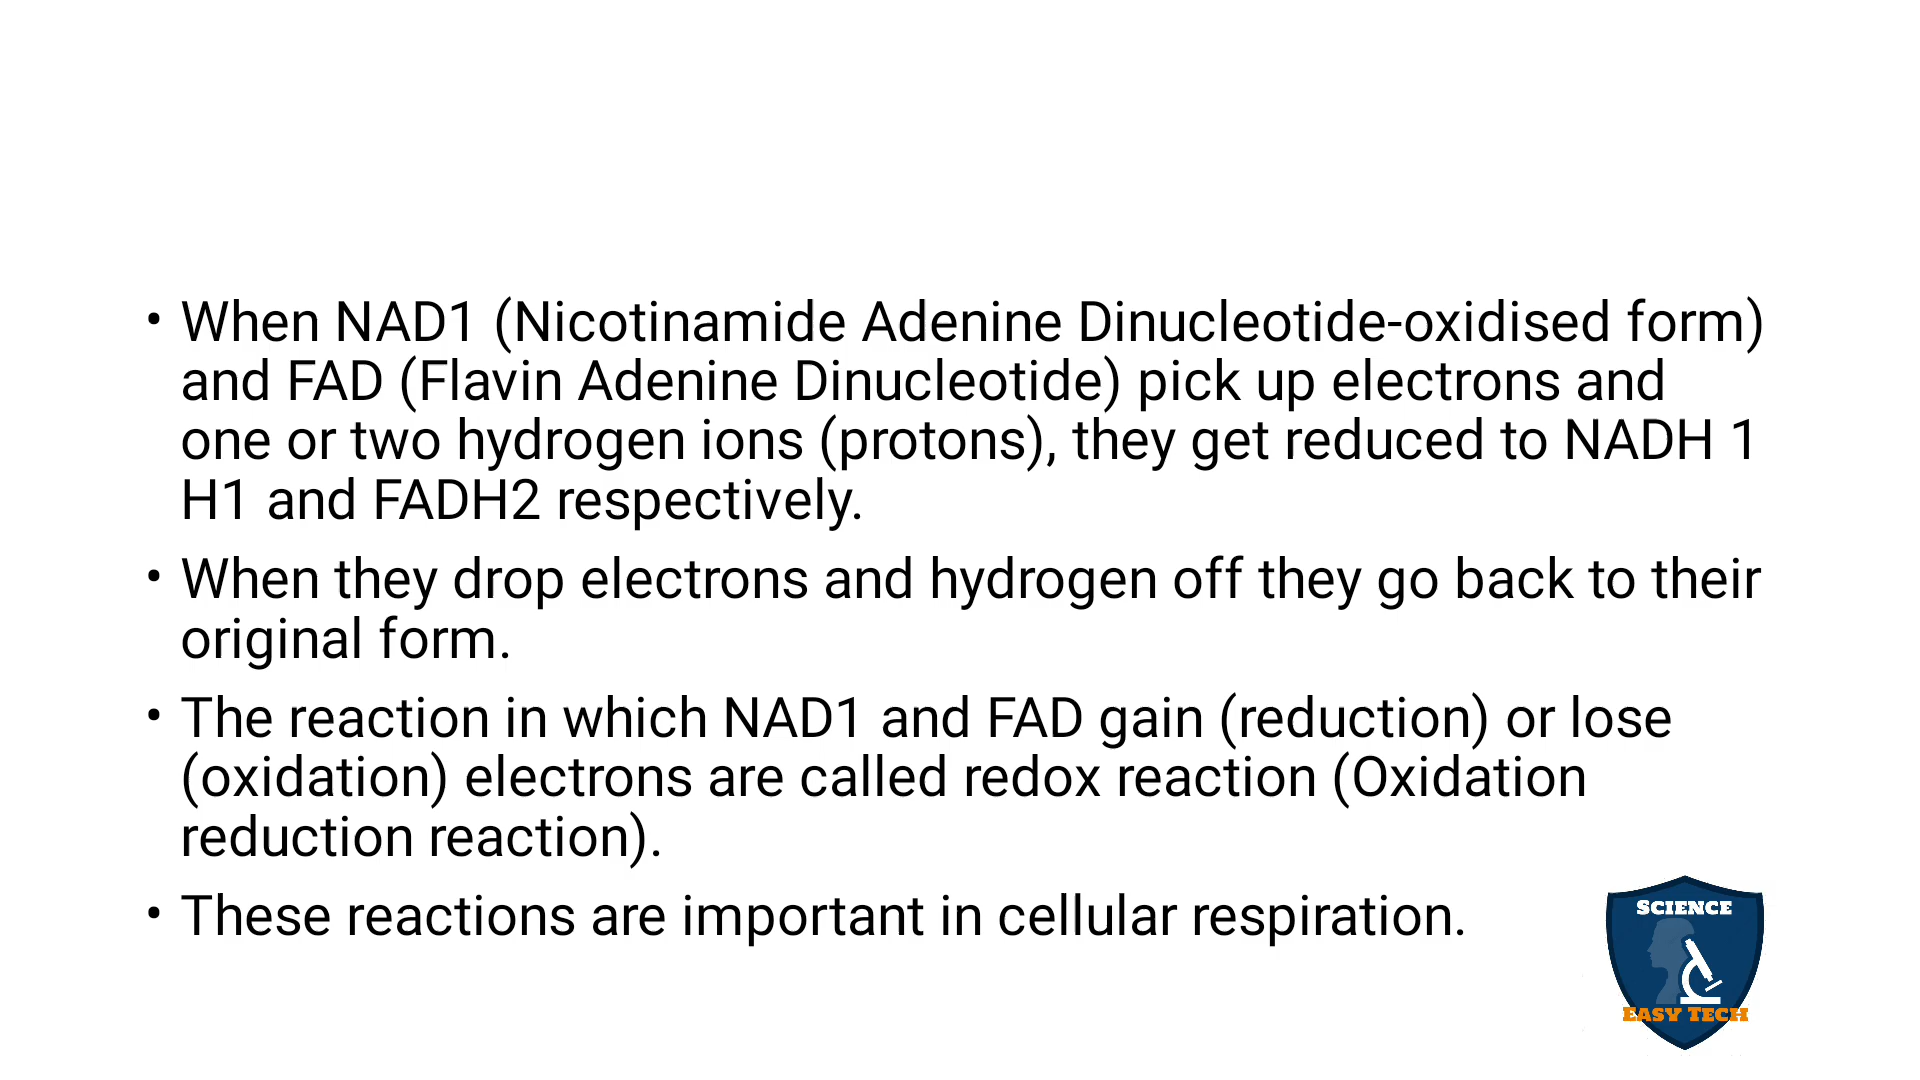 • When NAD1 (Nicotinamide Adenine Dinucleotide-oxidised form)
and FAD (Flavin Adenine Dinucleotide) pick up electrons and
one or two hydrogen ions (protons), they get reduced to NADH 1
H1 and FADH2 respectively.
• When they drop electrons and hydrogen off they go back to their
original form.
• The reaction in which NAD1 and FAD gain (reduction) or lose
(oxidation) electrons are called redox reaction (Oxidation
reduction reaction).
• These reactions are important in cellular respiration.
SCIENCE
EASY TECH